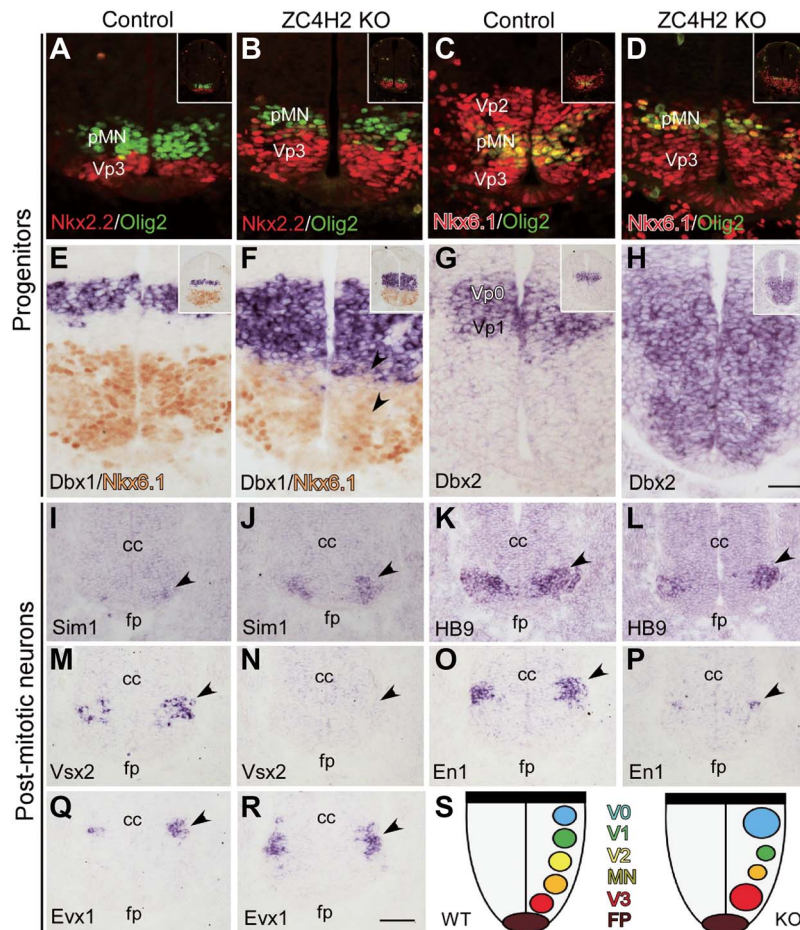 Control
ZC4H2 KO
Control
ZC4H2 KO
Progenitors
A
pMN
Vp3
Nkx2.2/Olig2
B
pMN
Vp3
Nkx2.2/Olig2
C
Vp2
pMN
Vp3
Nkx6.1/Olig2
D
pMN
Vp3
Nkx6.1/Olig2
E
Dbx1/Nkx6.1
F
Dbx1/Nkx6.1
G
Vp0
Vp1
Dbx2
H
Dbx2
Post-mitotic neurons
I
cc
Sim1
fp
J
cc
Sim1
fp
K
cc
HB9
fp
L
cc
HB9
fp
M
cc
Vsx2
fp
N
cc
Vsx2
fp
O
cc
En1
fp
P
cc
En1
fp
Q
cc
Evx1
fp
R
cc
Evx1
fp
S
V0
V1
V2
MN
V3
FP
WT
KO